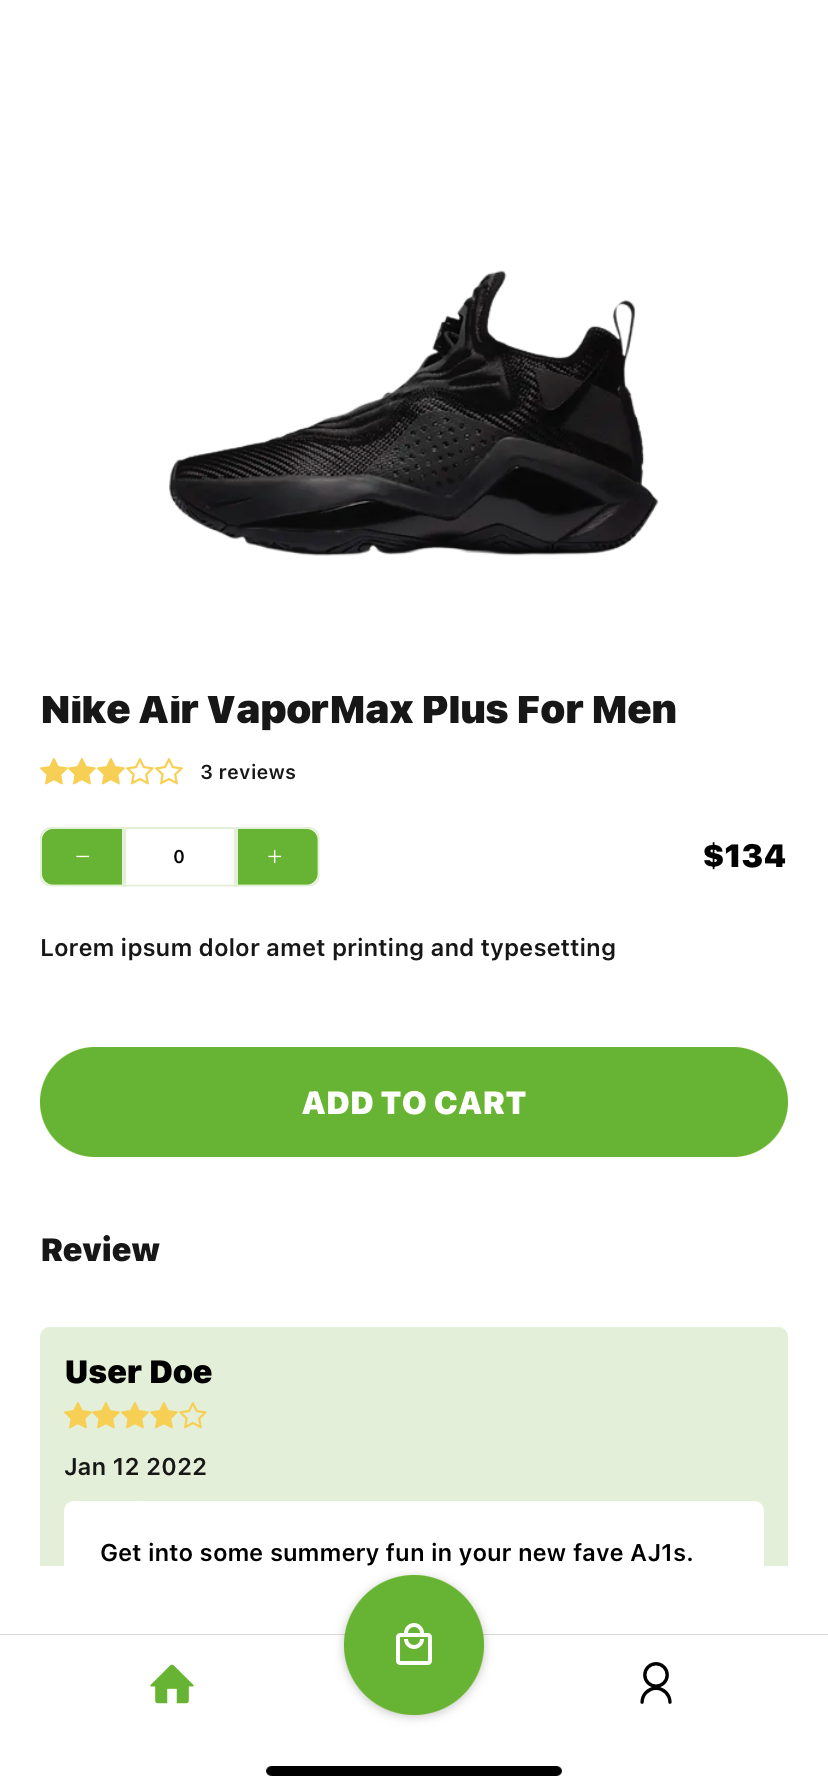 Nike Air VaporMax Plus For Men
3 reviews
− 0 + $134
Lorem ipsum dolor amet printing and typesetting
ADD TO CART
Review
User Doe
Jan 12 2022
Get into some summery fun in your new fave AJ1s.